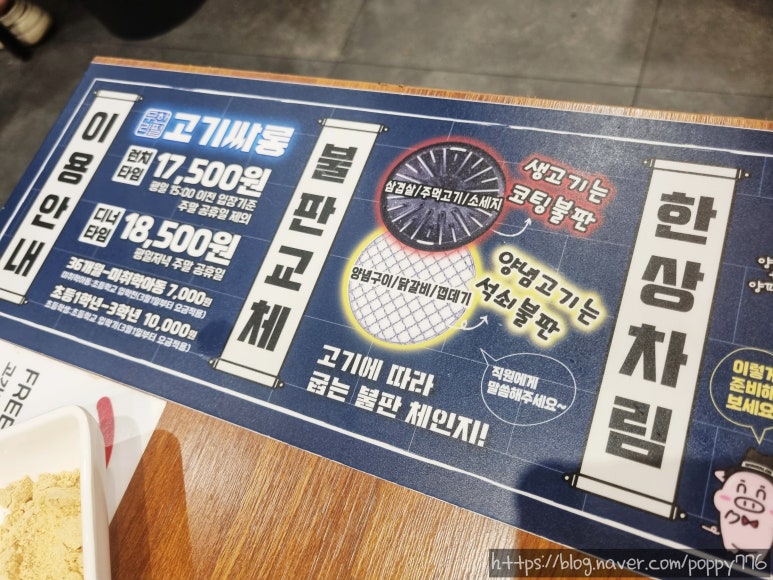 이용안내
무한리필 고기싸롱
런치타임 17,500원
평일 15:00 이전 입장기준
주말 공휴일 제외
디너타임 18,500원
평일저녁 주말 공휴일
36개월-미취학아동 7,000원
초등1학년-3학년 10,000원
불판교체
삼겹살/주먹고기/소세지
생고기는
코팅불판
양념구이/닭갈비/껍데기
양념고기는
석쇠불판
고기에 따라
굽는 불판 체인지!
직원에게
말씀해주세요~
한상차림
이렇게
준비해
보세요
FREE
https://blog.naver.com/poppy776